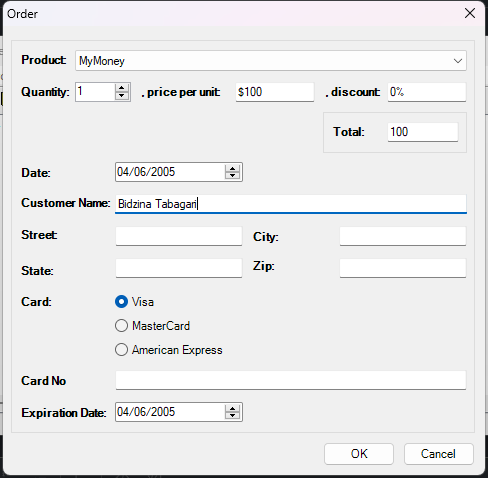 Order
Product: MyMoney
Quantity: 1 , price per unit: $100 , discount: 0%
Total: 100
Date: 04/06/2005
Customer Name: Bidzina Tabagari
Street: City:
State: Zip:
Card: Visa
MasterCard
American Express
Card No
Expiration Date: 04/06/2005
OK Cancel